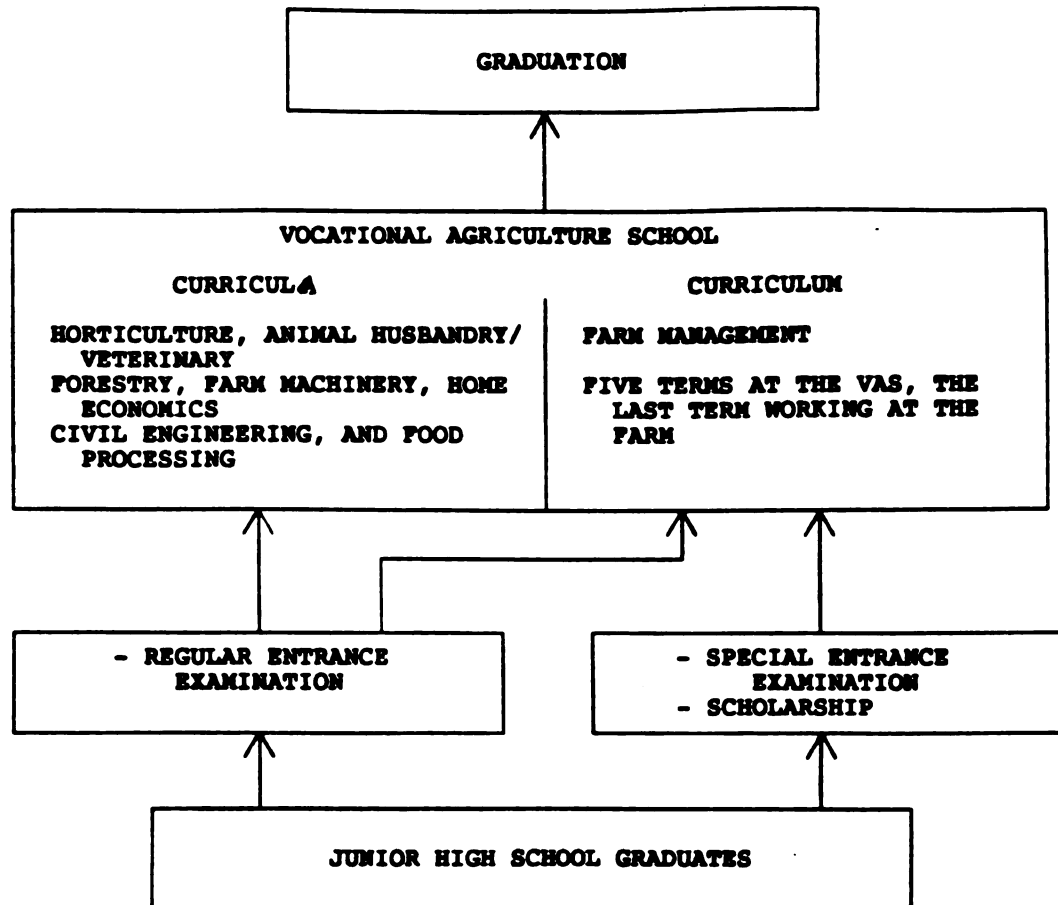 GRADUATION
VOCATIONAL AGRICULTURE SCHOOL
CURRICULA
HORTICULTURE, ANIMAL HUSBANDRY/
VETERINARY
FORESTRY, FARM MACHINERY, HOME
ECONOMICS
CIVIL ENGINEERING, AND FOOD
PROCESSING
CURRICULUM
FARM MANAGEMENT
FIVE TERMS AT THE VAS, THE
LAST TERM WORKING AT THE
FARM
- REGULAR ENTRANCE
EXAMINATION
- SPECIAL ENTRANCE
EXAMINATION
- SCHOLARSHIP
JUNIOR HIGH SCHOOL GRADUATES